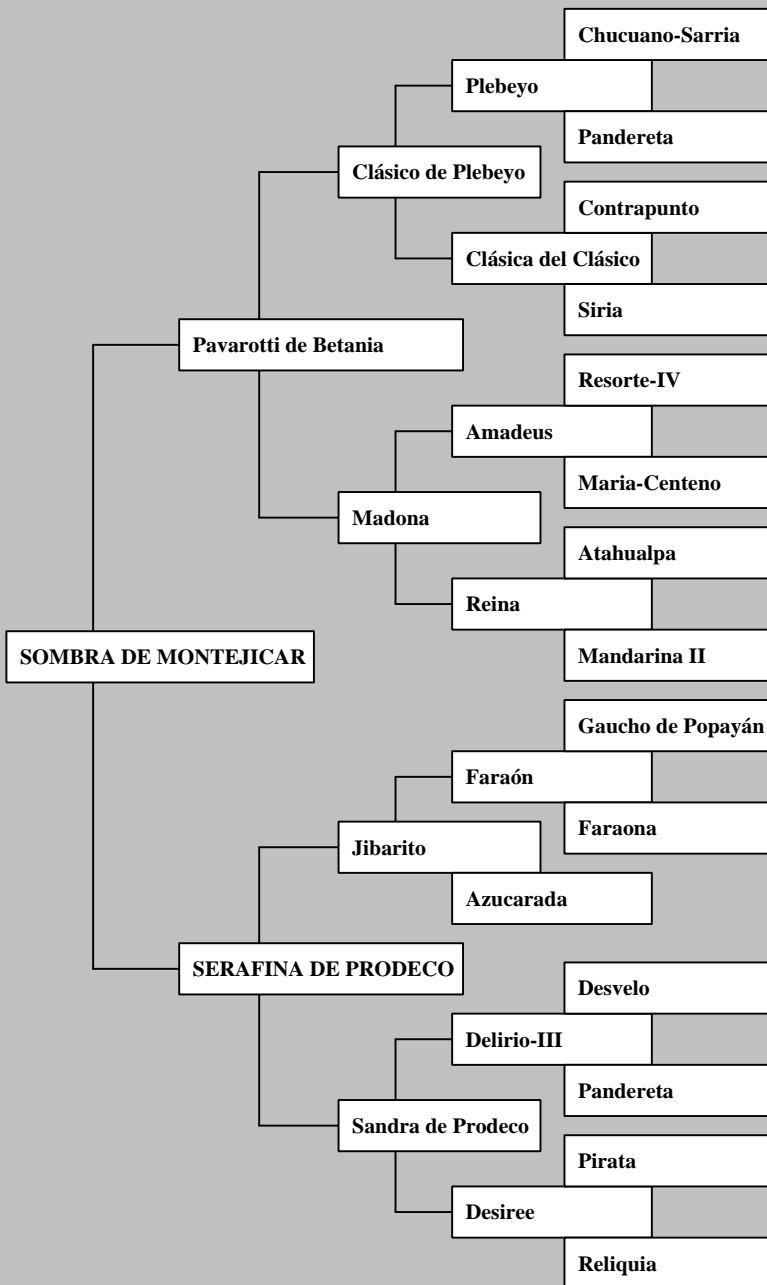 Chucuano-Sarria
Plebeyo
Pandereta
Clásico de Plebeyo
Contrapunto
Clásica del Clásico
Siria
Pavarotti de Betania
Resorte-IV
Amadeus
Maria-Centeno
Madona
Atahualpa
Reina
Mandarina II
SOMBRA DE MONTEJICAR
Gaucho de Popayán
Faraón
Faraona
Jibarito
Azucarada
SERAFINA DE PRODECO
Desvelo
Delirio-III
Pandereta
Sandra de Prodeco
Pirata
Desiree
Reliquia